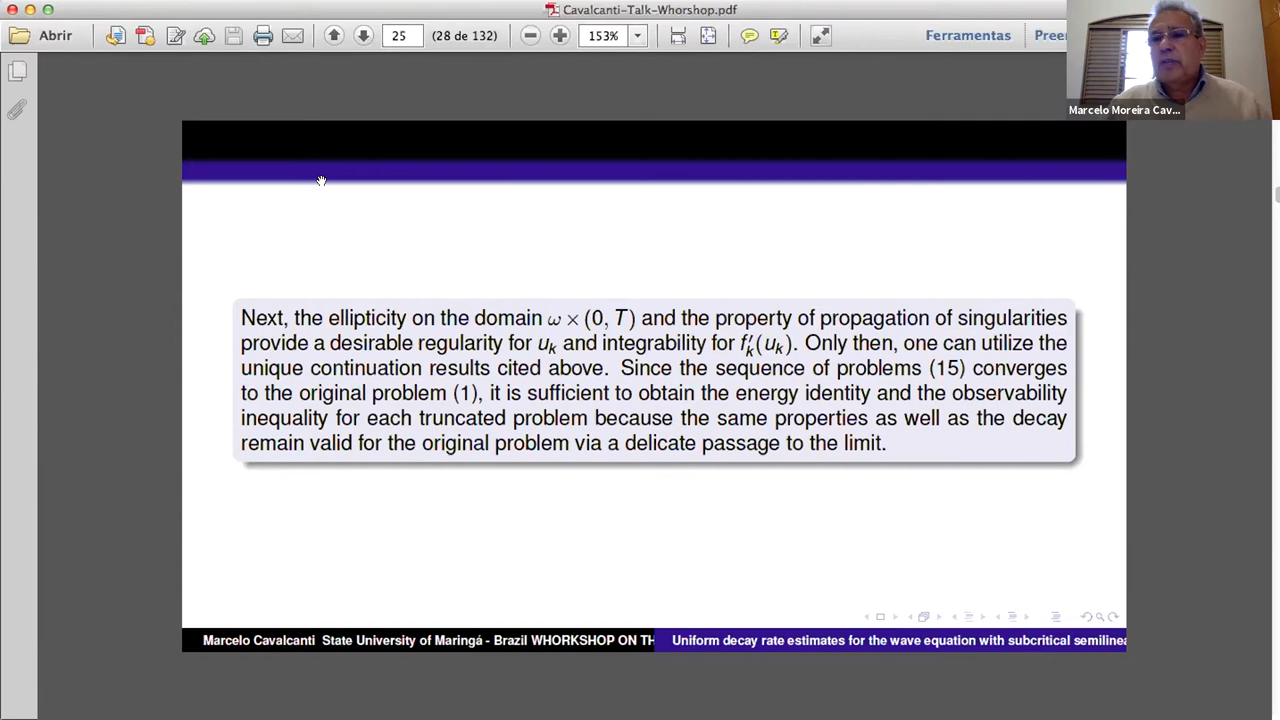 Cavalcanti-Talk-Whorshop.pdf
Abrir
25
(28 de 132)
153%
Ferramentas
Marcelo Moreira Cav...
Next, the ellipticity on the domain ω × (0, T) and the property of propagation of singularities
provide a desirable regularity for u_k and integrability for f′_k(u_k). Only then, one can utilize the
unique continuation results cited above. Since the sequence of problems (15) converges
to the original problem (1), it is sufficient to obtain the energy identity and the observability
inequality for each truncated problem because the same properties as well as the decay
remain valid for the original problem via a delicate passage to the limit.
Marcelo Cavalcanti State University of Maringá - Brazil WHORKSHOP ON TH
Uniform decay rate estimates for the wave equation with subcritical semilinea